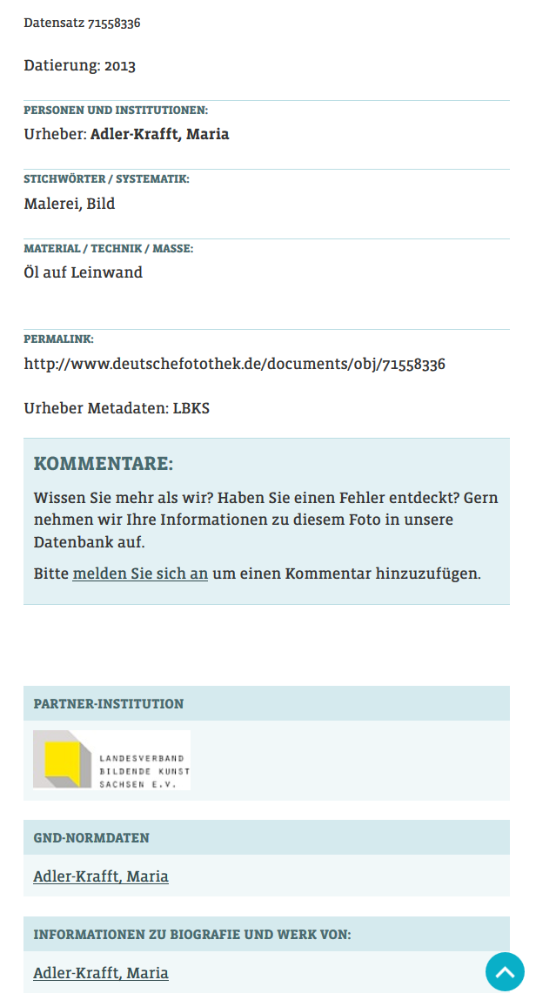 Datensatz 71558336
Datierung: 2013
PERSONEN UND INSTITUTIONEN:
Urheber: Adler-Krafft, Maria
STICHWÖRTER / SYSTEMATIK:
Malerei, Bild
MATERIAL / TECHNIK / MASSE:
Öl auf Leinwand
PERMALINK:
http://www.deutschefotothek.de/documents/obj/71558336
Urheber Metadaten: LBKS
KOMMENTARE:
Wissen Sie mehr als wir? Haben Sie einen Fehler entdeckt? Gern
nehmen wir Ihre Informationen zu diesem Foto in unsere
Datenbank auf.
Bitte melden Sie sich an um einen Kommentar hinzuzufügen.
PARTNER-INSTITUTION
LANDESVERBAND
BILDENDE KUNST
SACHSEN E.V.
GND-NORMDATEN
Adler-Krafft, Maria
INFORMATIONEN ZU BIOGRAFIE UND WERK VON:
Adler-Krafft, Maria